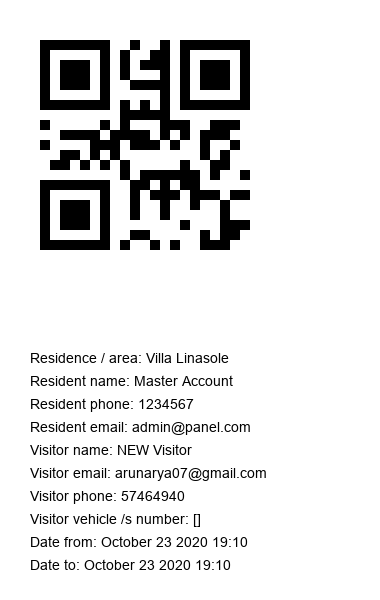 Residence / area: Villa Linasole
Resident name: Master Account
Resident phone: 1234567
Resident email: admin@panel.com
Visitor name: NEW Visitor
Visitor email: arunarya07@gmail.com
Visitor phone: 57464940
Visitor vehicle /s number: []
Date from: October 23 2020 19:10
Date to: October 23 2020 19:10